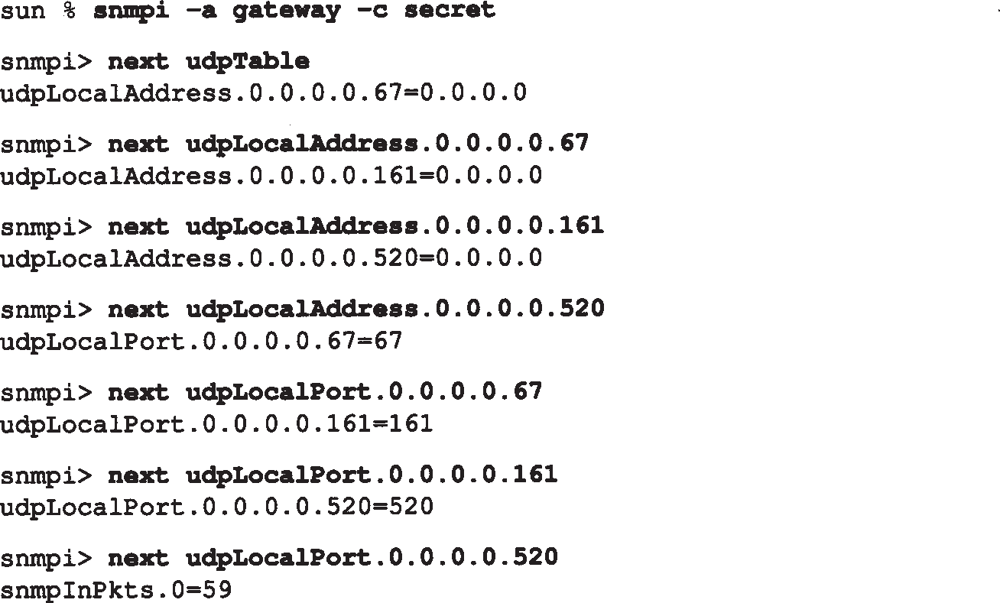 sun % snmpi -a gateway -c secret
snmpi> next udpTable
udpLocalAddress.0.0.0.0.67=0.0.0.0
snmpi> next udpLocalAddress.0.0.0.0.67
udpLocalAddress.0.0.0.0.161=0.0.0.0
snmpi> next udpLocalAddress.0.0.0.0.161
udpLocalAddress.0.0.0.0.520=0.0.0.0
snmpi> next udpLocalAddress.0.0.0.0.520
udpLocalPort.0.0.0.0.67=67
snmpi> next udpLocalPort.0.0.0.0.67
udpLocalPort.0.0.0.0.161=161
snmpi> next udpLocalPort.0.0.0.0.161
udpLocalPort.0.0.0.0.520=520
snmpi> next udpLocalPort.0.0.0.0.520
snmpInPkts.0=59